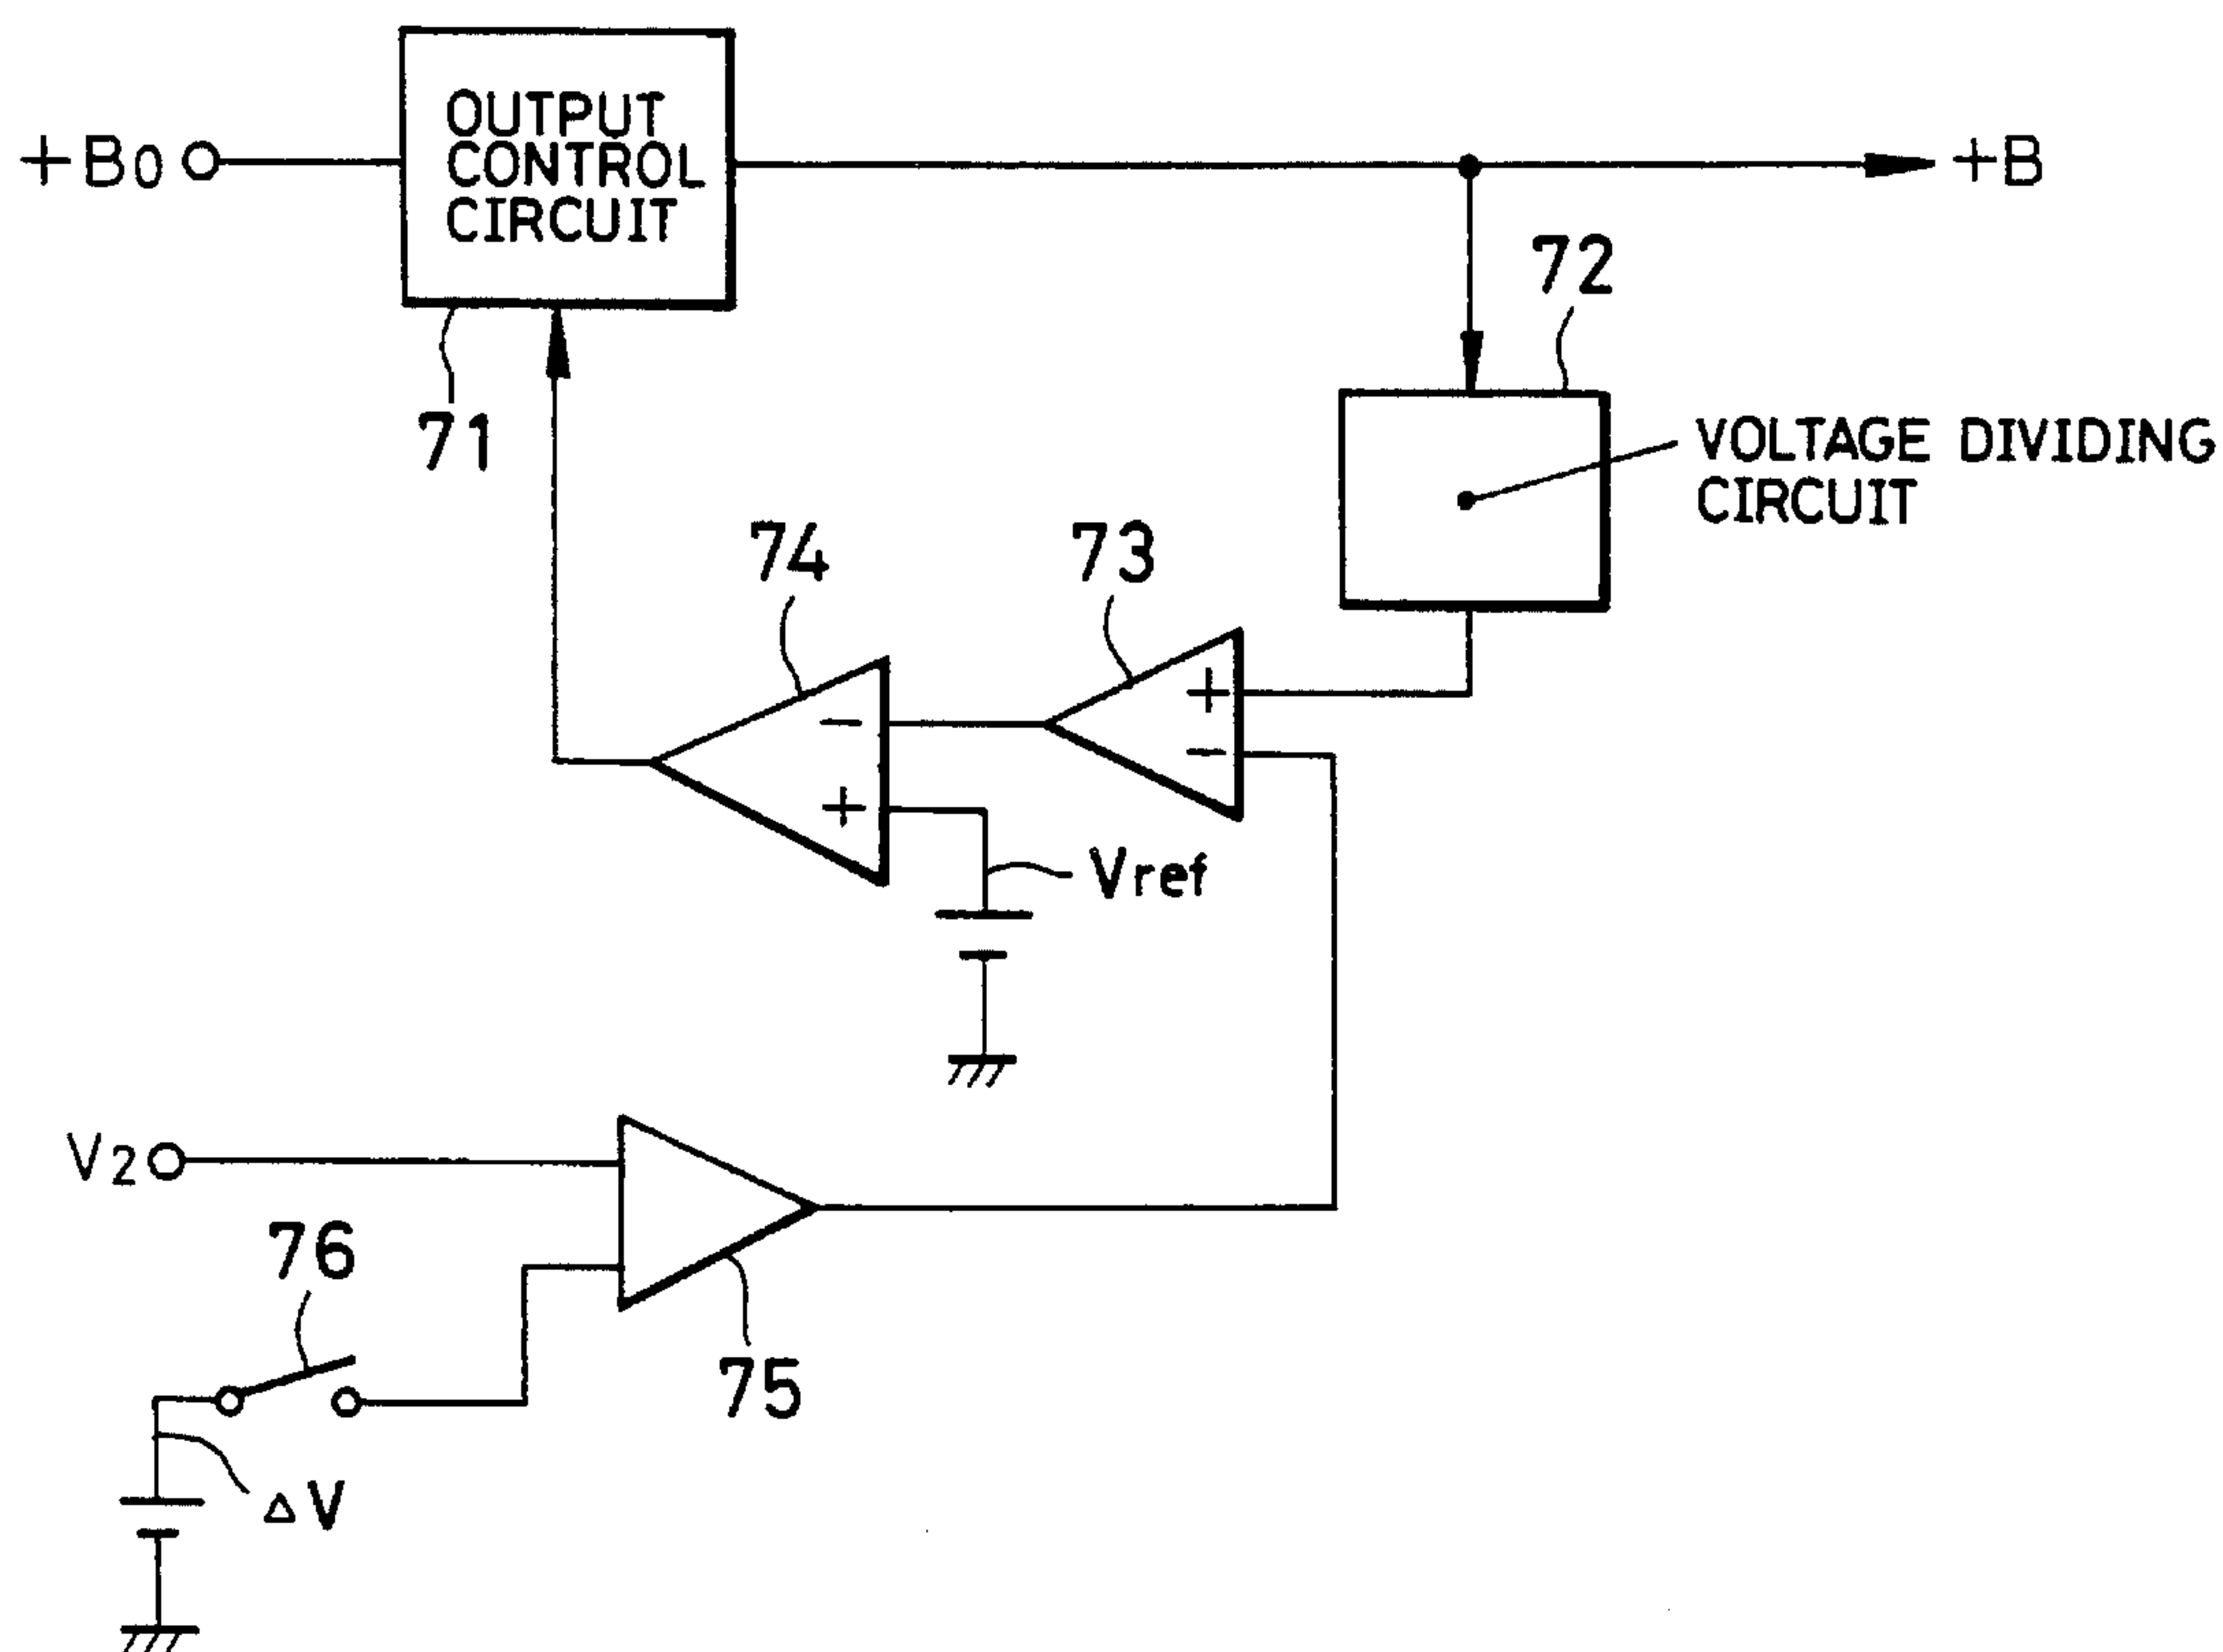 +B0
OUTPUT
CONTROL
CIRCUIT
+B
71
72
VOLTAGE DIVIDING
CIRCUIT
74
73
+
−
−
+
Vref
V2
76
75
ΔV